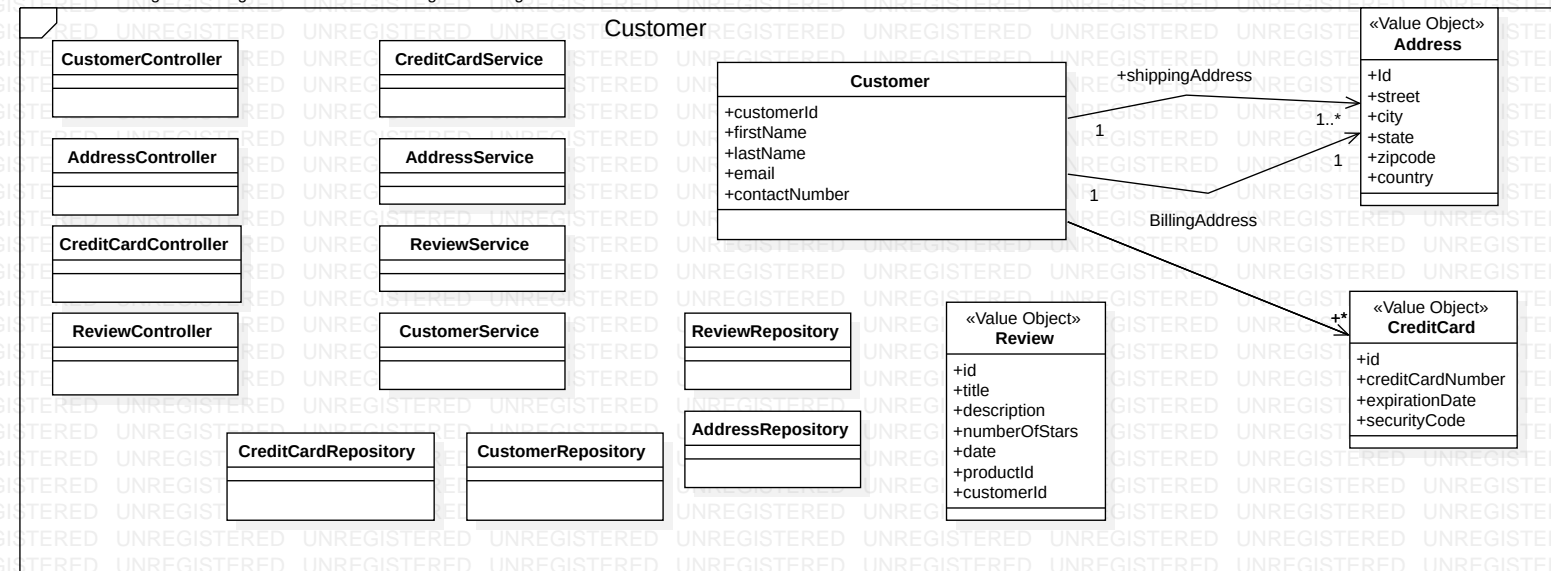 Customer
CustomerController
CreditCardService
AddressController
AddressService
CreditCardController
ReviewService
ReviewController
CustomerService
ReviewRepository
AddressRepository
CreditCardRepository
CustomerRepository
Customer
+customerId
+firstName
+lastName
+email
+contactNumber
+shippingAddress
1
1..*
1
1
BillingAddress
+*
«Value Object»
Address
+Id
+street
+city
+state
+zipcode
+country
«Value Object»
Review
+id
+title
+description
+numberOfStars
+date
+productId
+customerId
«Value Object»
CreditCard
+id
+creditCardNumber
+expirationDate
+securityCode
UNREGISTERED